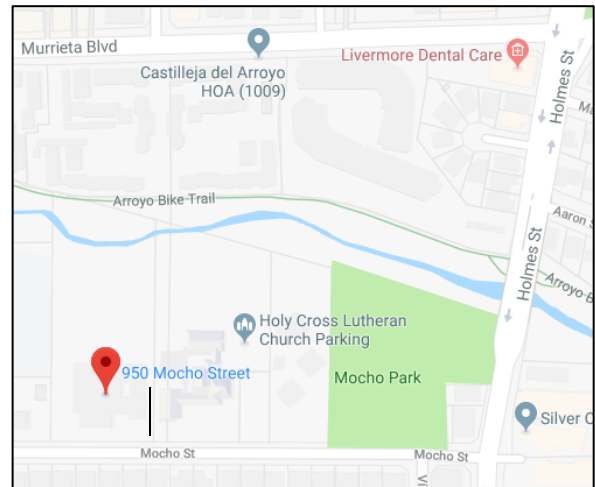 Murrieta Blvd
Livermore Dental Care
Castilleja del Arroyo
HOA (1009)
Holmes St
Arroyo Bike Trail
Aaron S
Holmes St
Arroyo B
Holy Cross Lutheran
Church Parking
950 Mocho Street
Mocho Park
Silver C
Mocho St
Mocho St